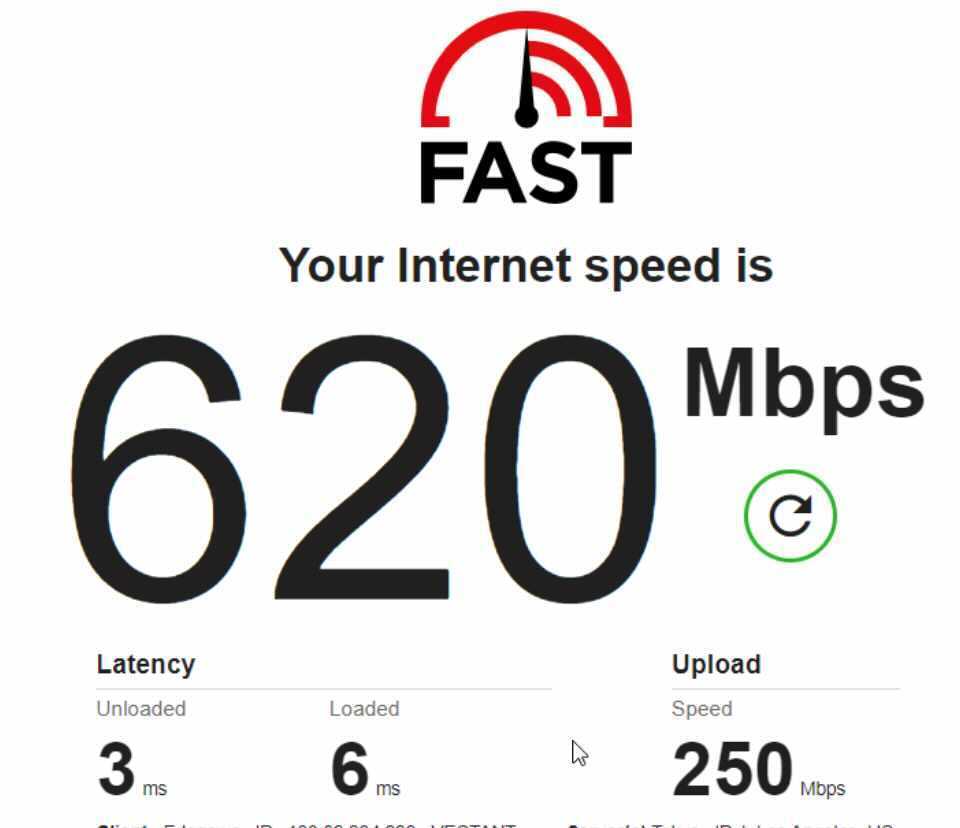 FAST
Your Internet speed is
620 Mbps
Latency
Upload
Unloaded Loaded
Speed
3 ms 6 ms
250 Mbps